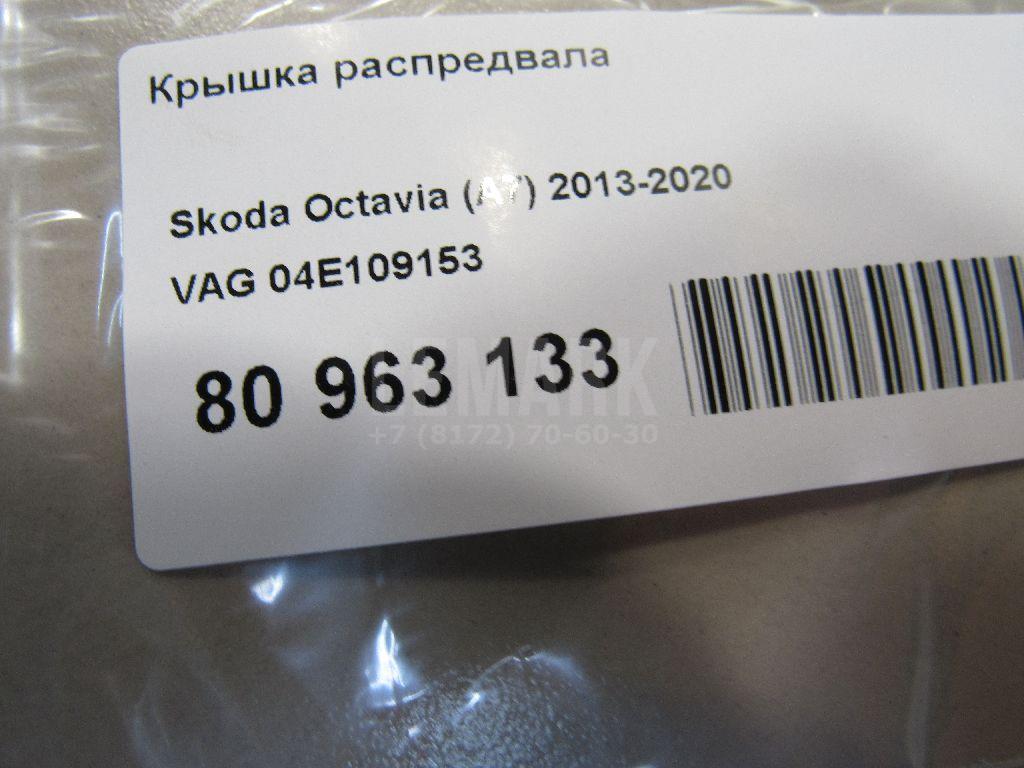 Крышка распредвала
Skoda Octavia (A7) 2013-2020
VAG 04E109153
80 963 133
+7 (8172) 70-60-30